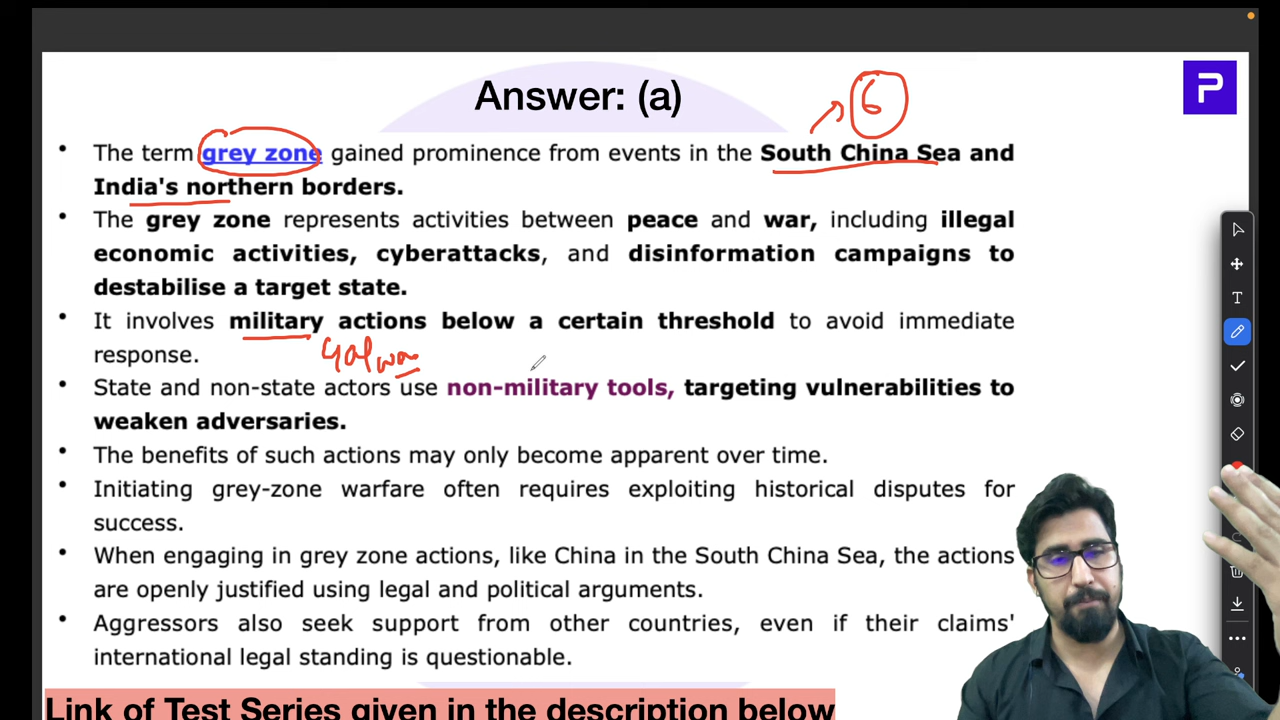 Answer: (a)
6
P
• The term grey zone gained prominence from events in the South China Sea and
India's northern borders.
• The grey zone represents activities between peace and war, including illegal
economic activities, cyberattacks, and disinformation campaigns to
destabilise a target state.
• It involves military actions below a certain threshold to avoid immediate
response.
Galwan
• State and non-state actors use non-military tools, targeting vulnerabilities to
weaken adversaries.
• The benefits of such actions may only become apparent over time.
• Initiating grey-zone warfare often requires exploiting historical disputes for
success.
• When engaging in grey zone actions, like China in the South China Sea, the actions
are openly justified using legal and political arguments.
• Aggressors also seek support from other countries, even if their claims'
international legal standing is questionable.
Link of Test Series given in the description below
T